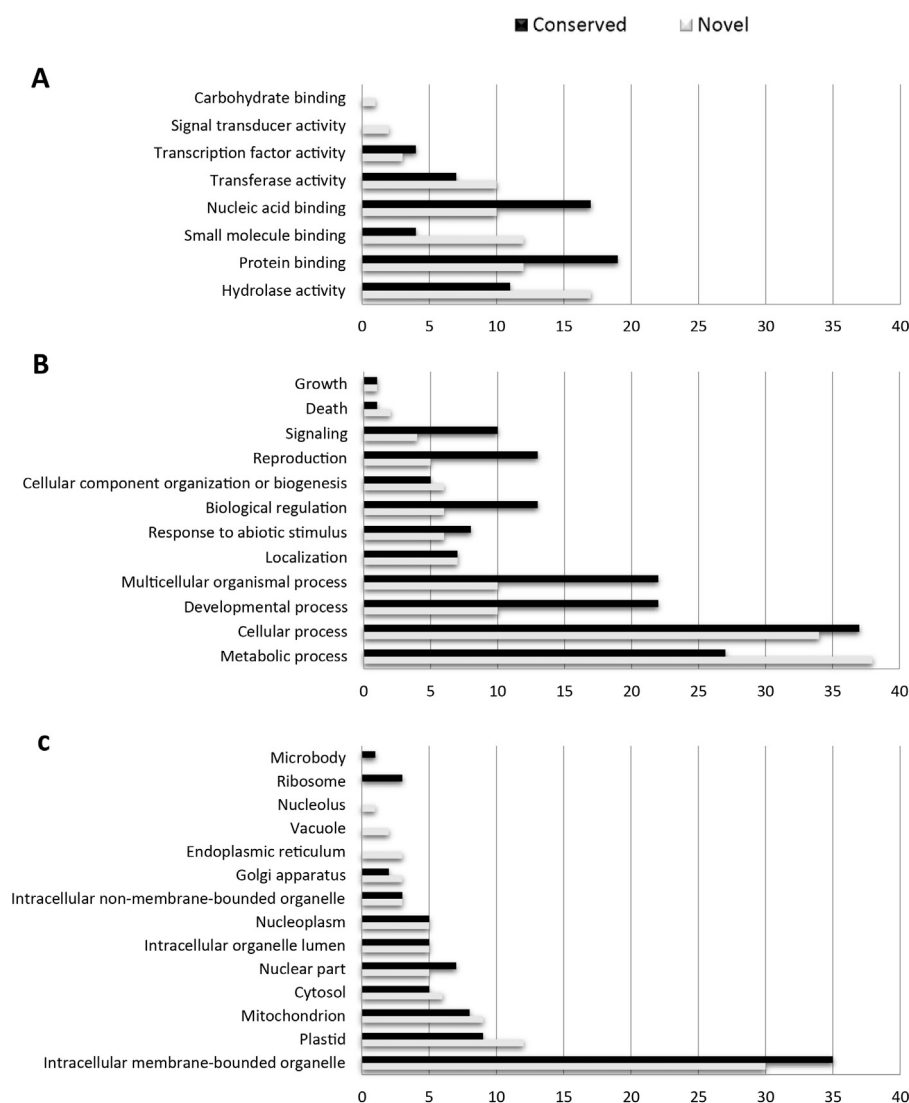 Conserved Novel
A
Carbohydrate binding
Signal transducer activity
Transcription factor activity
Transferase activity
Nucleic acid binding
Small molecule binding
Protein binding
Hydrolase activity
0 5 10 15 20 25 30 35 40
B
Growth
Death
Signaling
Reproduction
Cellular component organization or biogenesis
Biological regulation
Response to abiotic stimulus
Localization
Multicellular organismal process
Developmental process
Cellular process
Metabolic process
0 5 10 15 20 25 30 35 40
c
Microbody
Ribosome
Nucleolus
Vacuole
Endoplasmic reticulum
Golgi apparatus
Intracellular non-membrane-bounded organelle
Nucleoplasm
Intracellular organelle lumen
Nuclear part
Cytosol
Mitochondrion
Plastid
Intracellular membrane-bounded organelle
0 5 10 15 20 25 30 35 40